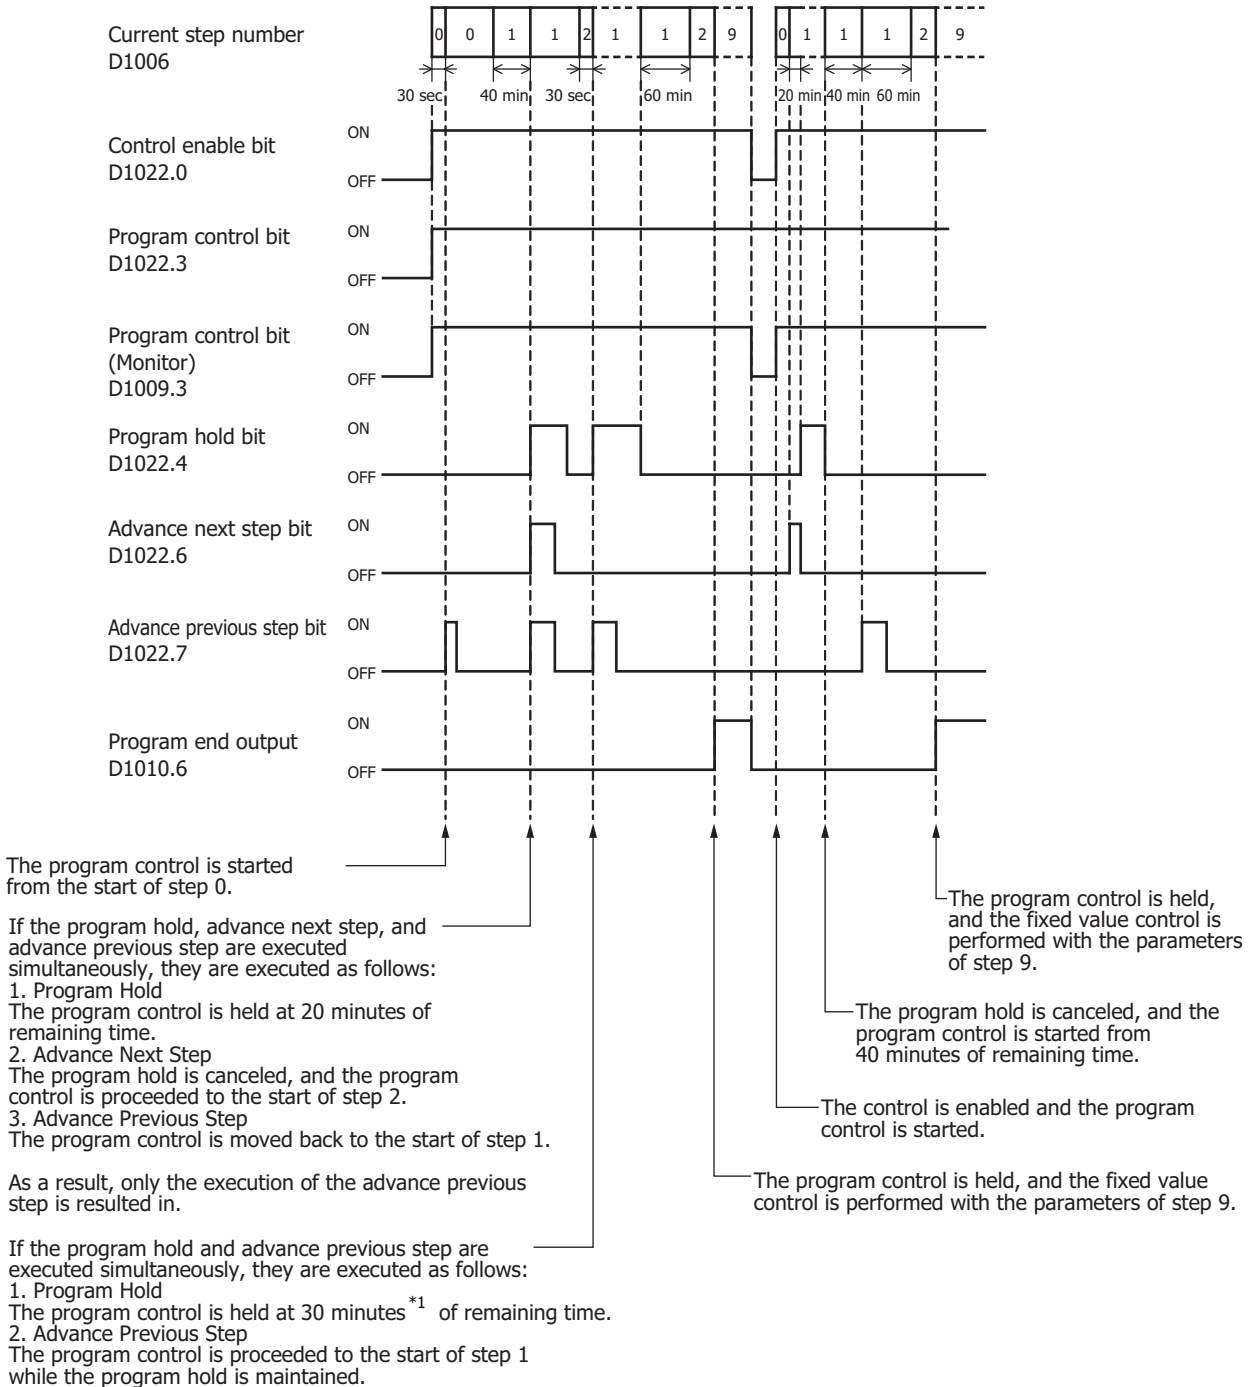 Current step number
D1006
0 0 1 1 2 1 1 2 9 0 1 1 1 2 9
30 sec 40 min 30 sec 60 min 20 min 40 min 60 min
Control enable bit
D1022.0
ON
OFF
Program control bit
D1022.3
ON
OFF
Program control bit
(Monitor)
D1009.3
ON
OFF
Program hold bit
D1022.4
ON
OFF
Advance next step bit
D1022.6
ON
OFF
Advance previous step bit
D1022.7
ON
OFF
Program end output
D1010.6
ON
OFF
The program control is started
from the start of step 0.
If the program hold, advance next step, and
advance previous step are executed
simultaneously, they are executed as follows:
1. Program Hold
The program control is held at 20 minutes of
remaining time.
2. Advance Next Step
The program hold is canceled, and the program
control is proceeded to the start of step 2.
3. Advance Previous Step
The program control is moved back to the start of step 1.
As a result, only the execution of the advance previous
step is resulted in.
If the program hold and advance previous step are
executed simultaneously, they are executed as follows:
1. Program Hold
The program control is held at 30 minutes *1 of remaining time.
2. Advance Previous Step
The program control is proceeded to the start of step 1
while the program hold is maintained.
The program control is held,
and the fixed value control is
performed with the parameters
of step 9.
The program hold is canceled, and the
program control is started from
40 minutes of remaining time.
The control is enabled and the program
control is started.
The program control is held, and the fixed value
control is performed with the parameters of step 9.